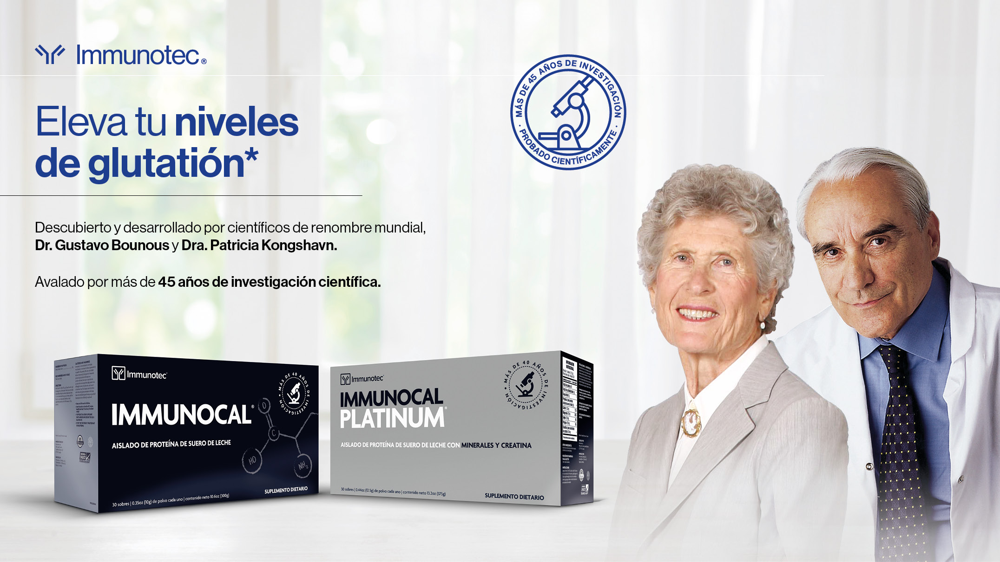 Immunotec®
MÁS DE 45 AÑOS DE INVESTIGACIÓN
· PROBADO CIENTÍFICAMENTE ·
Eleva tu niveles
de glutatión*
Descubierto y desarrollado por científicos de renombre mundial,
Dr. Gustavo Bounous y Dra. Patricia Kongshavn.
Avalado por más de 45 años de investigación científica.
Immunotec®
MÁS DE 40 AÑOS DE INVESTIGACIÓN
IMMUNOCAL®
AISLADO DE PROTEÍNA DE SUERO DE LECHE
O
C
HO
NH2
SUPLEMENTO DIETARIO
30 sobres | 0.35oz (10g) de polvo cada uno | contenido neto 10.6oz (300g)
Immunotec®
MÁS DE 40 AÑOS DE INVESTIGACIÓN
IMMUNOCAL
PLATINUM®
AISLADO DE PROTEÍNA DE SUERO DE LECHE CON MINERALES Y CREATINA
30 sobres | 0.44oz (12.5g) de polvo cada uno | contenido neto 13.2oz (375g)
SUPLEMENTO DIETARIO
INFORMACIÓN
NUTRICIONAL